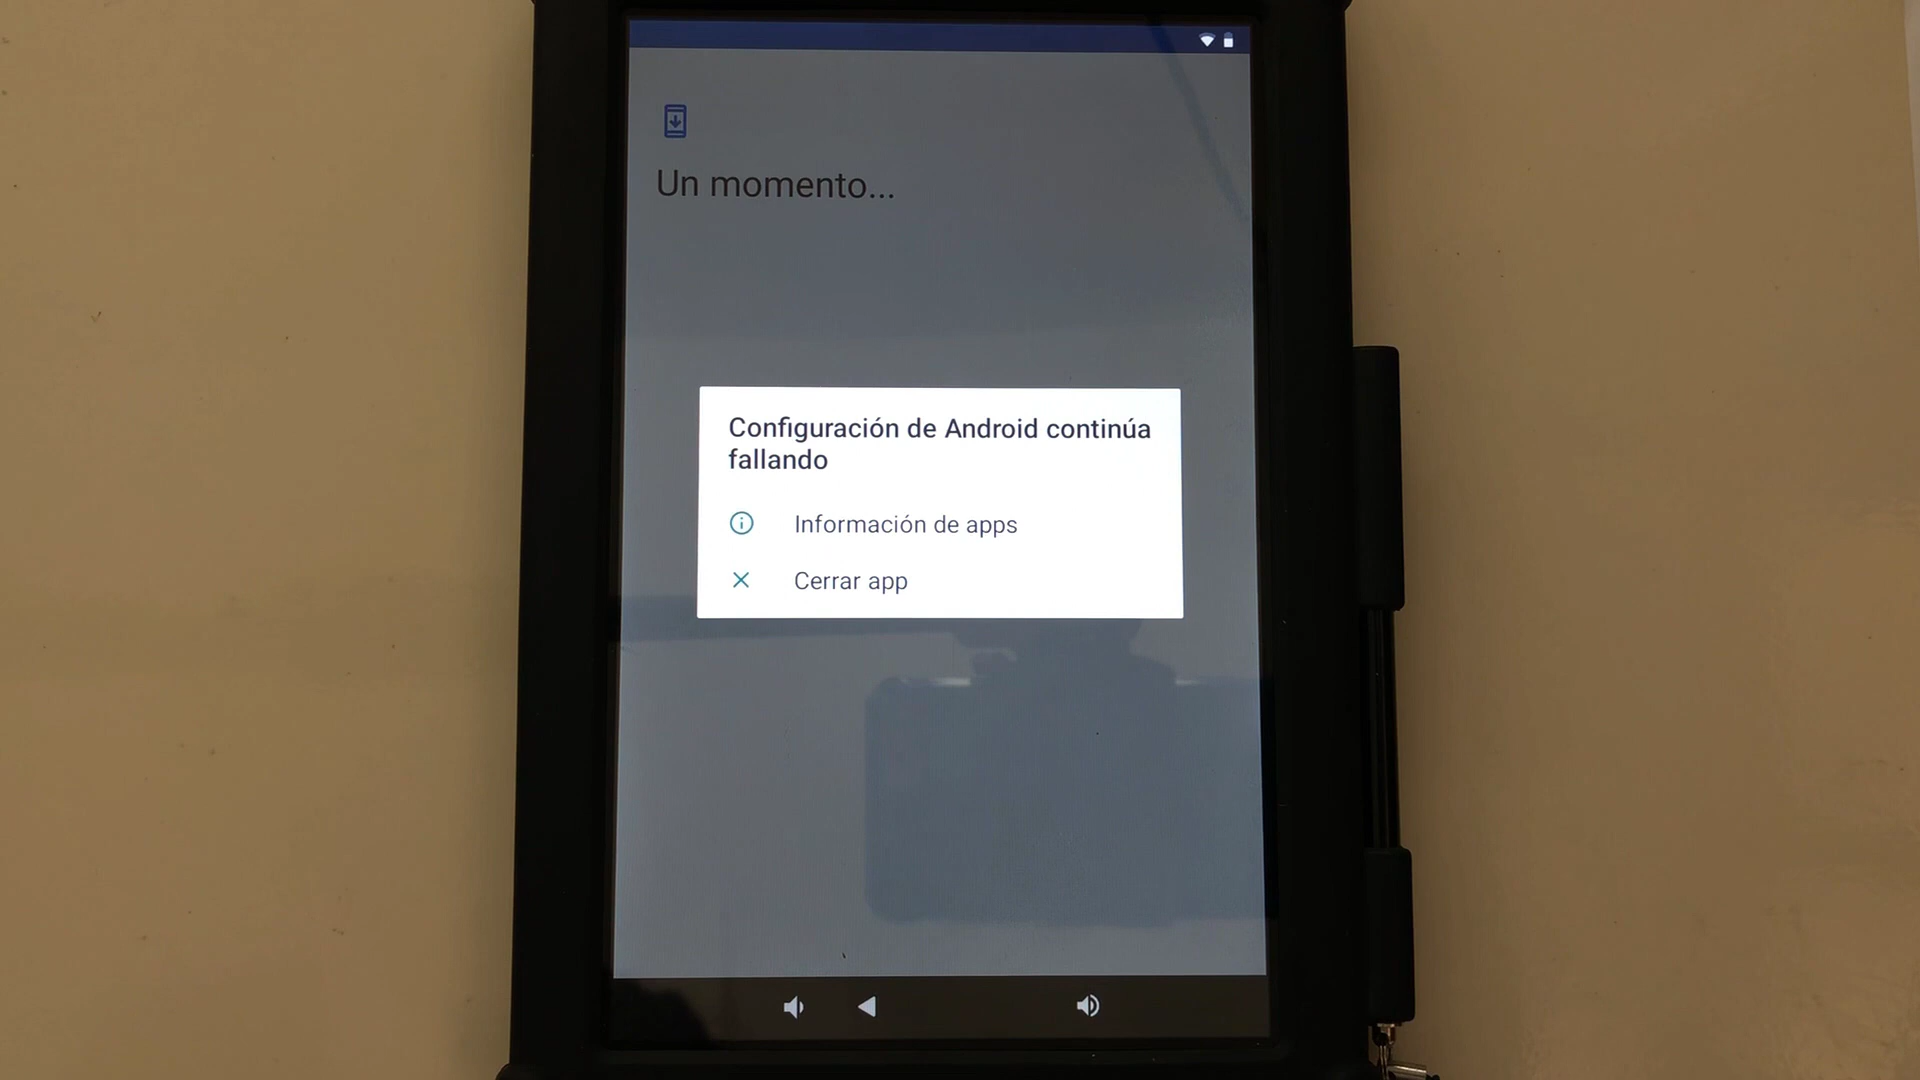 Un momento...
Configuración de Android continúa
fallando
Información de apps
Cerrar app